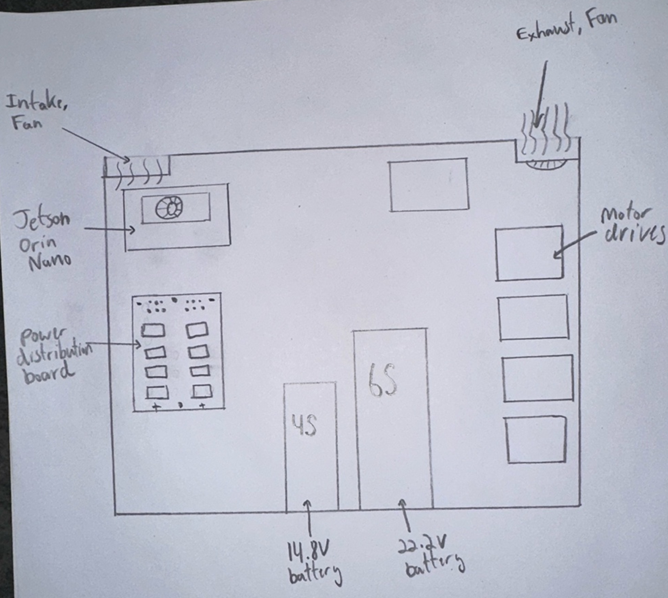 Exhaust, Fan
Intake,
Fan
Jetson
Orin
Nano
Motor
drives
Power
distribution
board
4S
6S
14.8V
battery
22.2V
battery